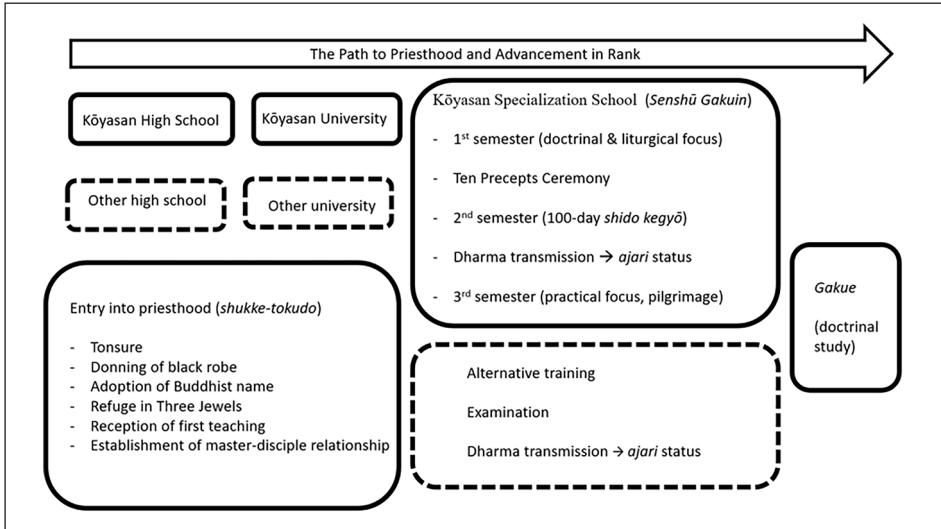 The Path to Priesthood and Advancement in Rank
Kōyasan High School
Kōyasan University
Other high school
Other university
Entry into priesthood (shukke-tokudo)
- Tonsure
- Donning of black robe
- Adoption of Buddhist name
- Refuge in Three Jewels
- Reception of first teaching
- Establishment of master-disciple relationship
Kōyasan Specialization School (Senshū Gakuin)
- 1st semester (doctrinal & liturgical focus)
- Ten Precepts Ceremony
- 2nd semester (100-day shido kegyō)
- Dharma transmission → ajari status
- 3rd semester (practical focus, pilgrimage)
Alternative training
Examination
Dharma transmission → ajari status
Gakue
(doctrinal
study)